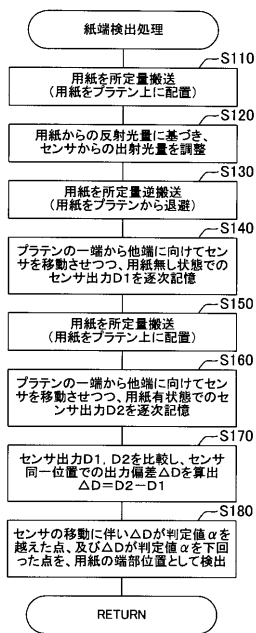 紙端検出処理
S110
用紙を所定量搬送
(用紙をプラテン上に配置)
S120
用紙からの反射光量に基づき、
センサからの出射光量を調整
S130
用紙を所定量逆搬送
(用紙をプラテンから退避)
S140
プラテンの一端から他端に向けてセン
サを移動させつつ、用紙無し状態での
センサ出力D1を逐次記憶
S150
用紙を所定量搬送
(用紙をプラテン上に配置)
S160
プラテンの一端から他端に向けてセン
サを移動させつつ、用紙有状態での
センサ出力D2を逐次記憶
S170
センサ出力D1, D2を比較し、センサ
同一位置での出力偏差△Dを算出
△D=D2-D1
S180
センサの移動に伴い△Dが判定値αを
越えた点、及び△Dが判定値αを下回
った点を、用紙の端部位置として検出
RETURN